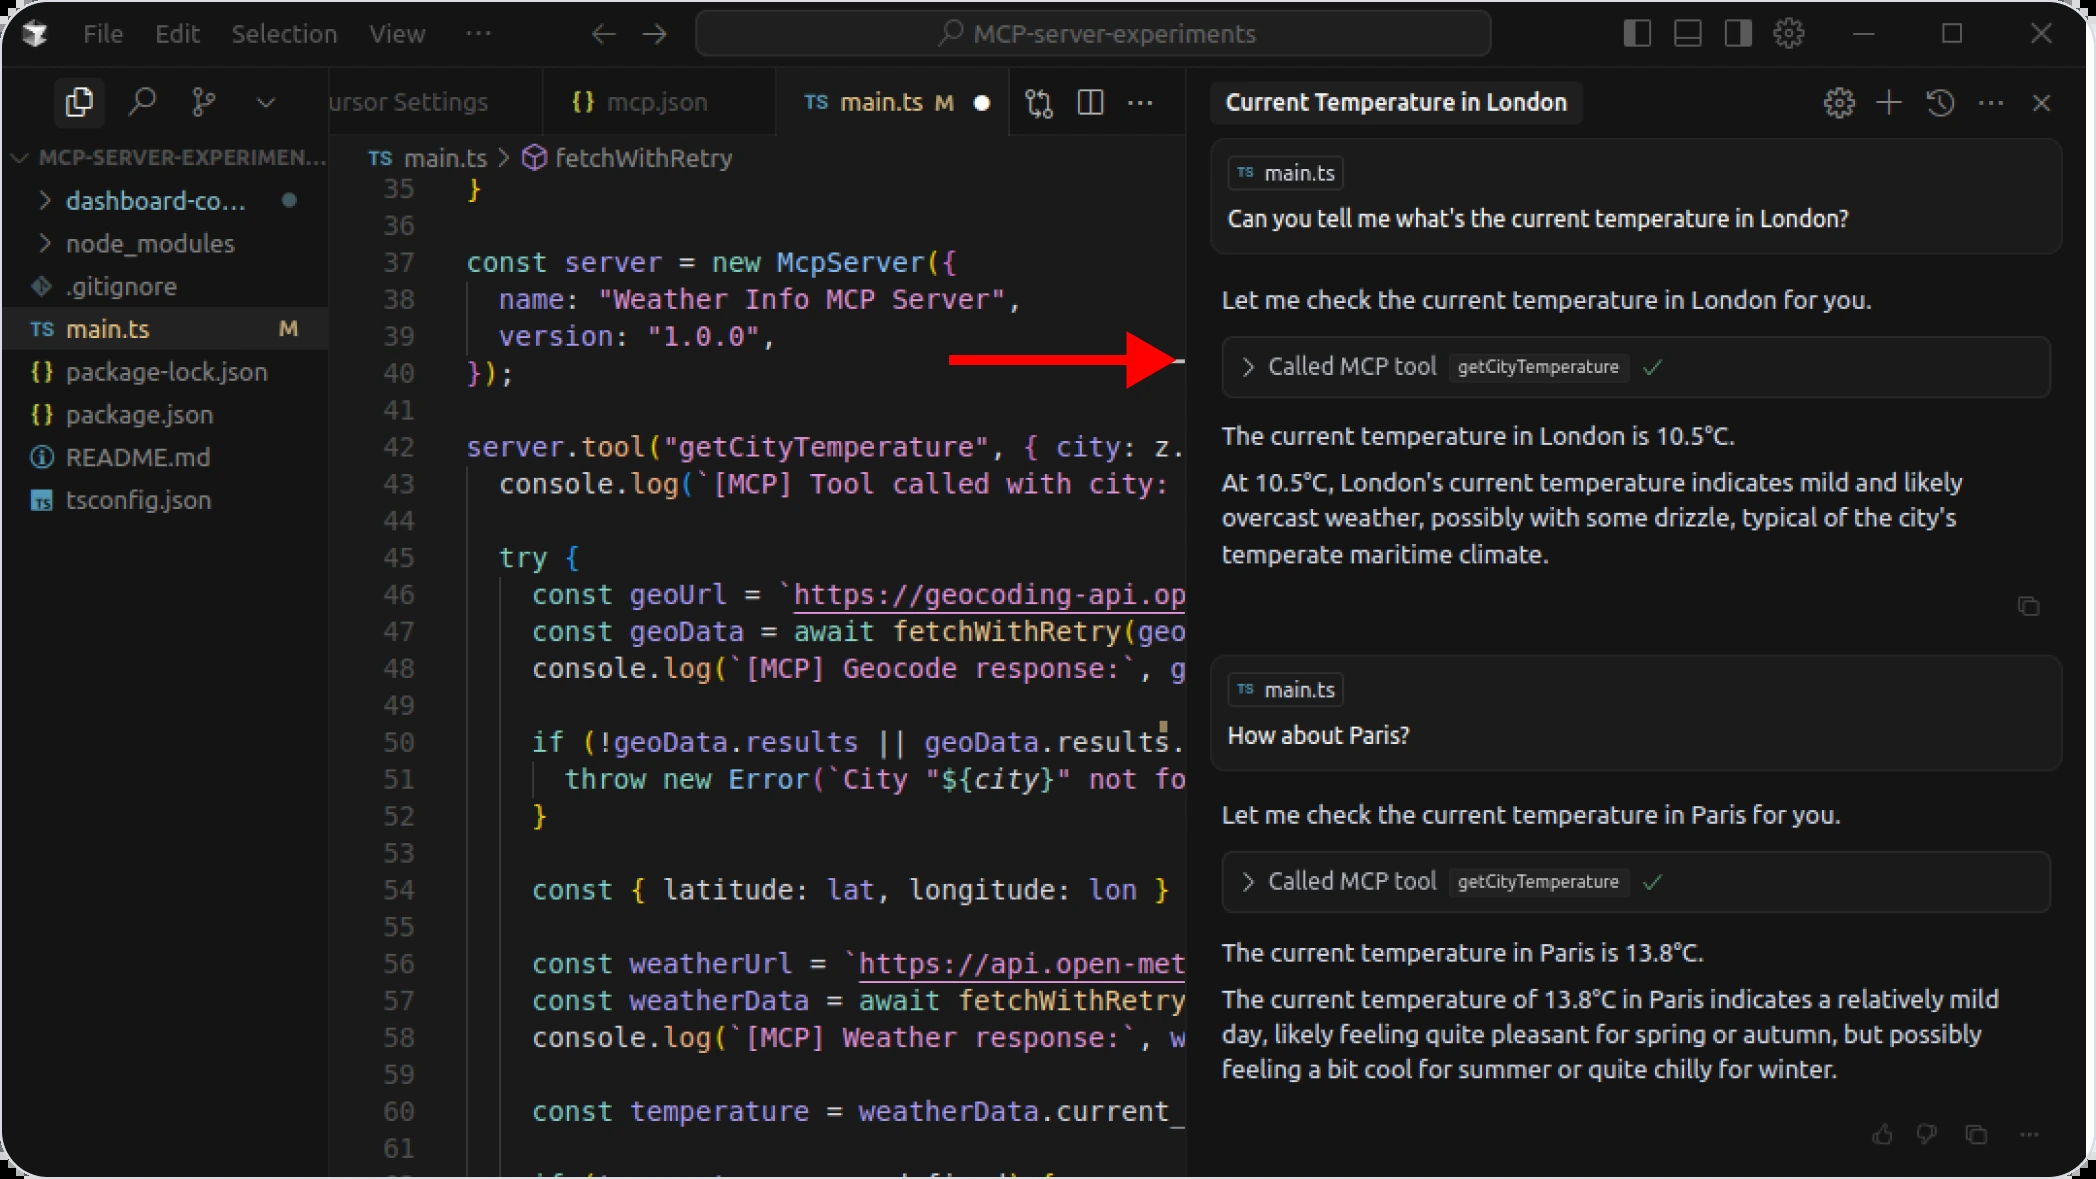 File Edit Selection View ···
MCP-server-experiments
ursor Settings
{} mcp.json
TS main.ts M
MCP-SERVER-EXPERIMEN...
dashboard-co...
node_modules
.gitignore
TS main.ts M
{} package-lock.json
{} package.json
README.md
TS tsconfig.json
TS main.ts > fetchWithRetry
35 }
36
37 const server = new McpServer({
38 name: "Weather Info MCP Server",
39 version: "1.0.0",
40 });
41
42 server.tool("getCityTemperature", { city: z.
43 console.log(`[MCP] Tool called with city:
44
45 try {
46 const geoUrl = `https://geocoding-api.op
47 const geoData = await fetchWithRetry(geo
48 console.log(`[MCP] Geocode response:`, g
49
50 if (!geoData.results || geoData.results.
51 throw new Error(`City "${city}" not fo
52 }
53
54 const { latitude: lat, longitude: lon }
55
56 const weatherUrl = `https://api.open-met
57 const weatherData = await fetchWithRetry
58 console.log(`[MCP] Weather response:`, w
59
60 const temperature = weatherData.current_
61
Current Temperature in London
TS main.ts
Can you tell me what's the current temperature in London?
Let me check the current temperature in London for you.
> Called MCP tool getCityTemperature ✓
The current temperature in London is 10.5°C.
At 10.5°C, London's current temperature indicates mild and likely
overcast weather, possibly with some drizzle, typical of the city's
temperate maritime climate.
TS main.ts
How about Paris?
Let me check the current temperature in Paris for you.
> Called MCP tool getCityTemperature ✓
The current temperature in Paris is 13.8°C.
The current temperature of 13.8°C in Paris indicates a relatively mild
day, likely feeling quite pleasant for spring or autumn, but possibly
feeling a bit cool for summer or quite chilly for winter.